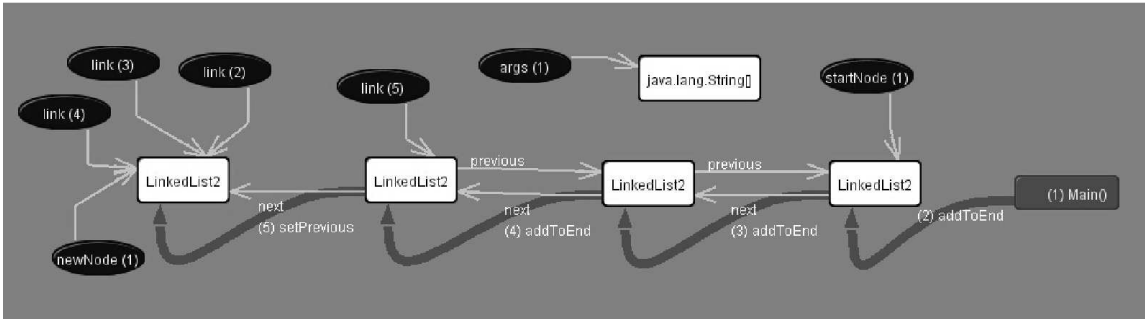 link (3)
link (2)
args (1)
java.lang.String[]
startNode (1)
link (5)
link (4)
previous
previous
LinkedList2
LinkedList2
LinkedList2
LinkedList2
(1) Main()
next
next
next
(2) addToEnd
(5) setPrevious
(4) addToEnd
(3) addToEnd
newNode (1)